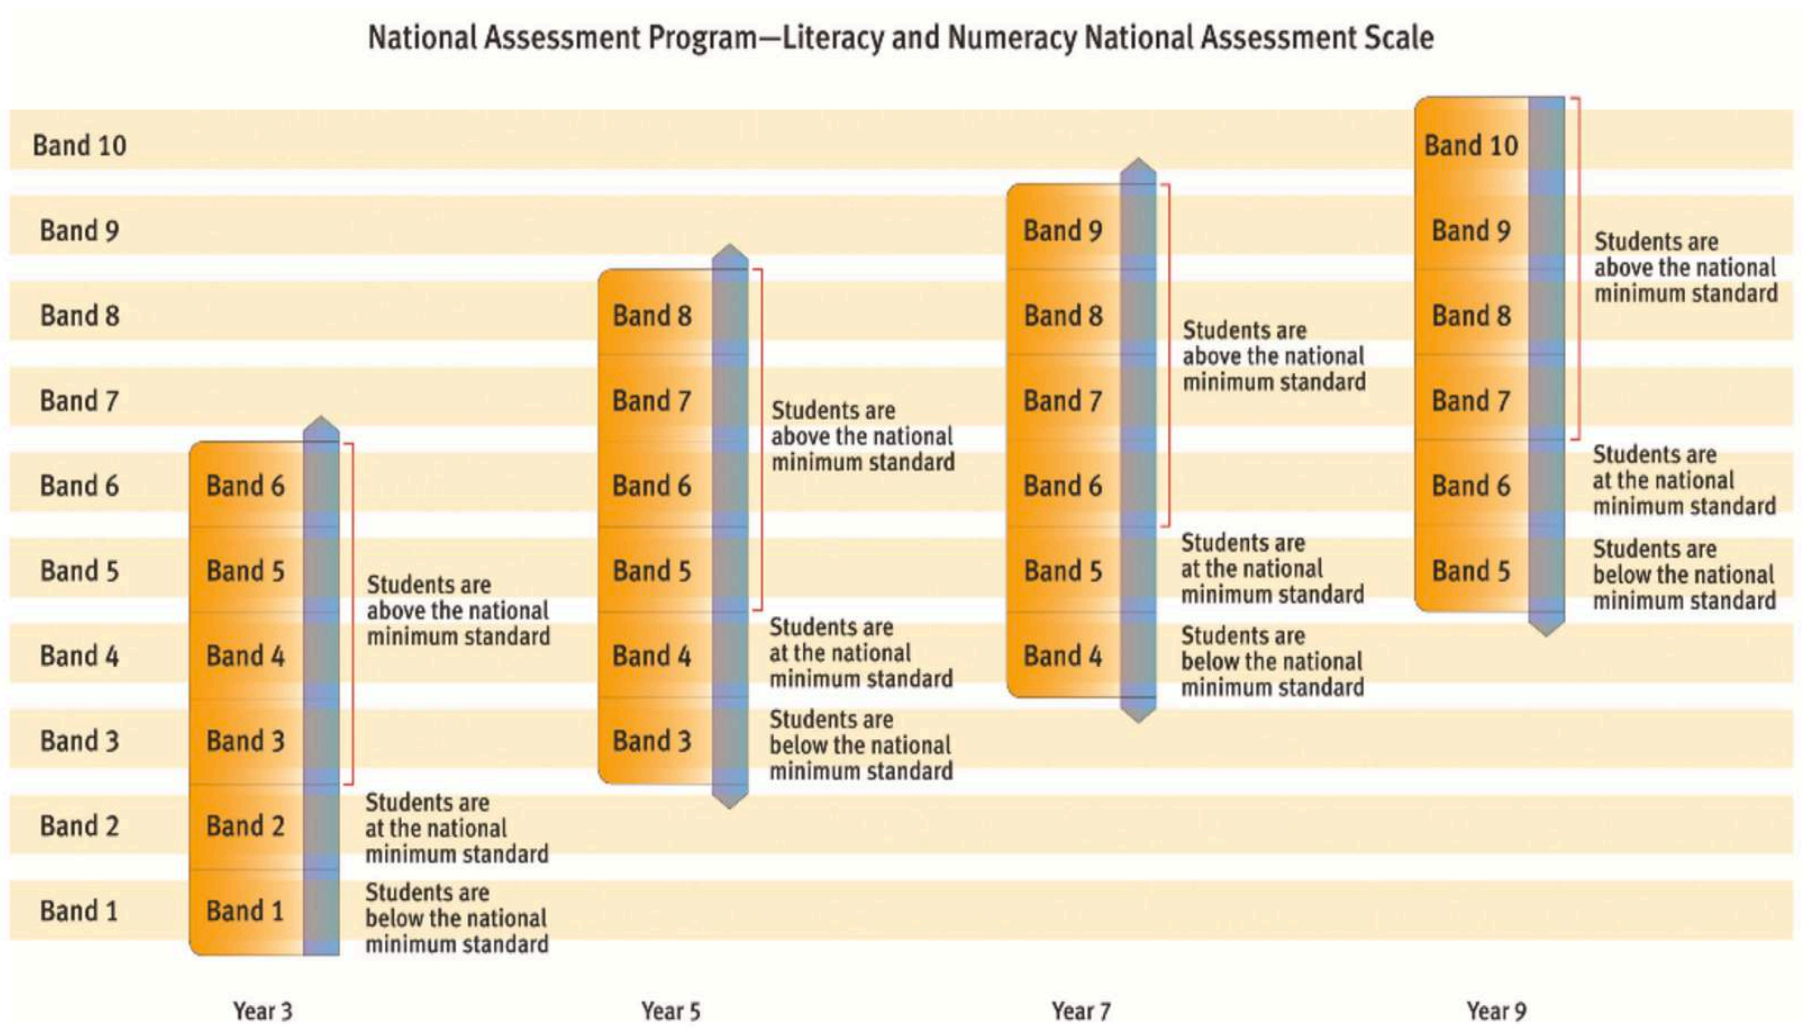 National Assessment Program—Literacy and Numeracy National Assessment Scale
Band 10
Band 9
Band 8
Band 7
Band 6
Band 5
Band 4
Band 3
Band 2
Band 1
Band 6
Band 5
Band 4
Band 3
Band 2
Band 1
Students are
above the national
minimum standard
Students are
at the national
minimum standard
Students are
below the national
minimum standard
Year 3
Band 8
Band 7
Band 6
Band 5
Band 4
Band 3
Students are
above the national
minimum standard
Students are
at the national
minimum standard
Students are
below the national
minimum standard
Year 5
Band 9
Band 8
Band 7
Band 6
Band 5
Band 4
Students are
above the national
minimum standard
Students are
at the national
minimum standard
Students are
below the national
minimum standard
Year 7
Band 10
Band 9
Band 8
Band 7
Band 6
Band 5
Students are
above the national
minimum standard
Students are
at the national
minimum standard
Students are
below the national
minimum standard
Year 9